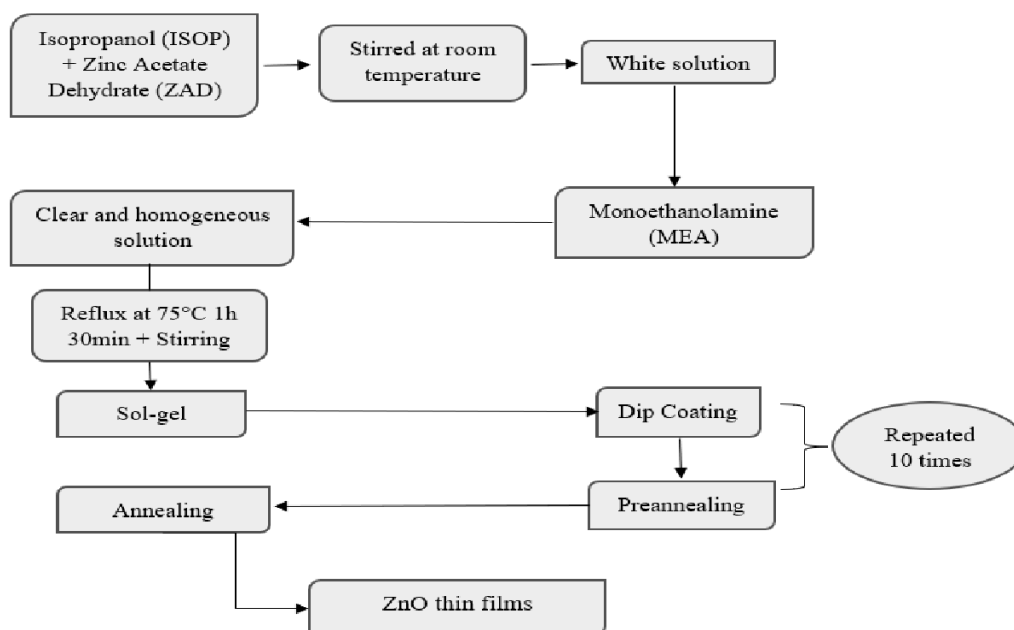 Isopropanol (ISOP)
+ Zinc Acetate
Dehydrate (ZAD)
Stirred at room
temperature
White solution
Monoethanolamine
(MEA)
Clear and homogeneous
solution
Reflux at 75°C 1h
30min + Stirring
Sol-gel
Dip Coating
Repeated
10 times
Preannealing
Annealing
ZnO thin films